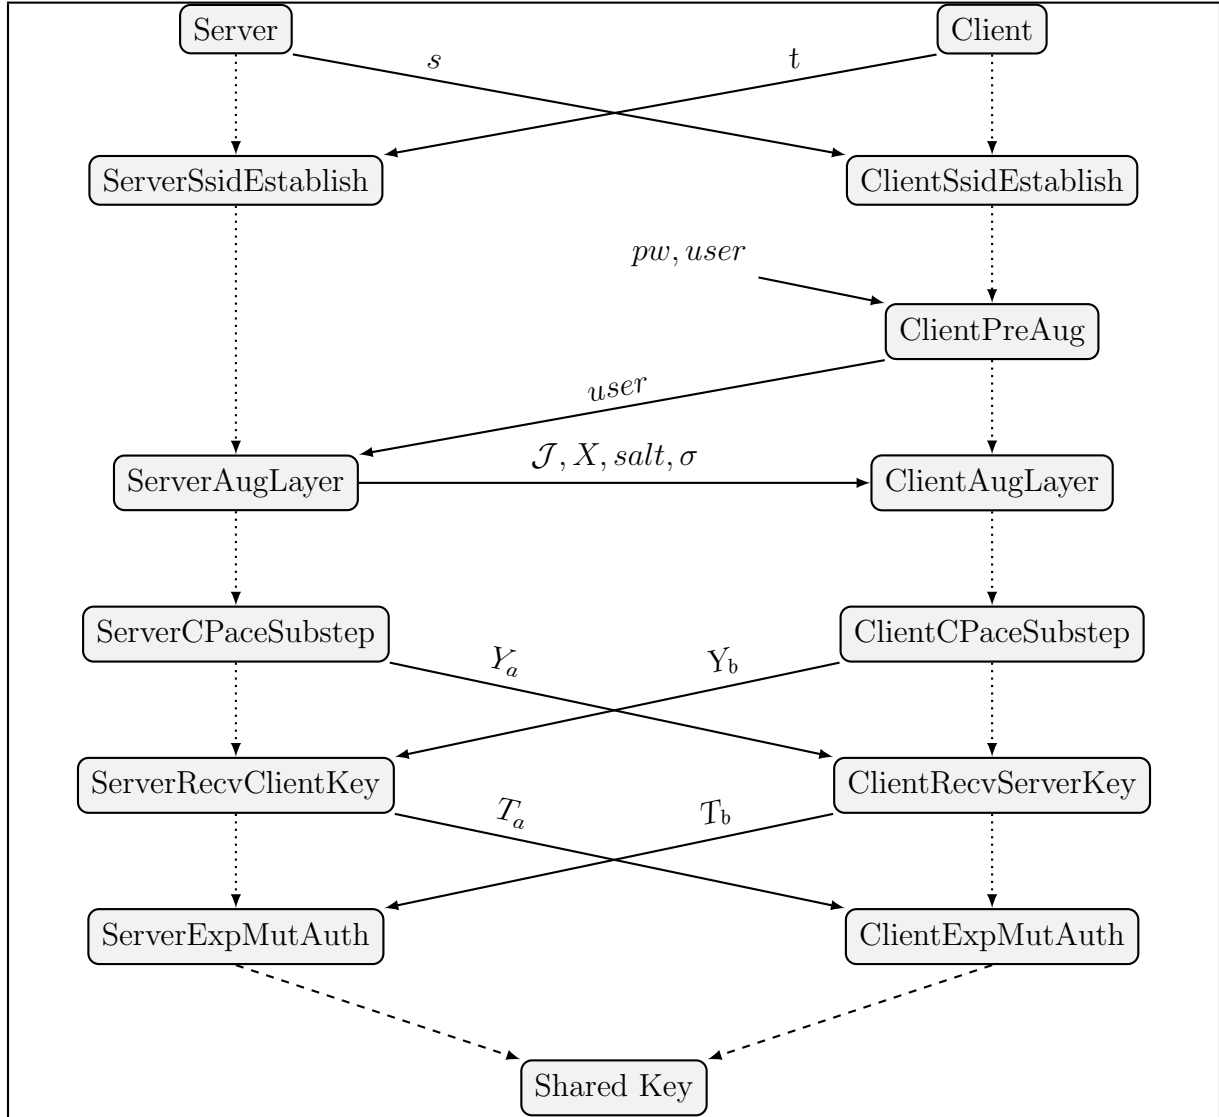 Server
Client
s
t
ServerSsidEstablish
ClientSsidEstablish
pw, user
ClientPreAug
user
𝒥, X, salt, σ
ServerAugLayer
ClientAugLayer
ServerCPaceSubstep
ClientCPaceSubstep
Y_a
Y_b
ServerRecvClientKey
ClientRecvServerKey
T_a
T_b
ServerExpMutAuth
ClientExpMutAuth
Shared Key